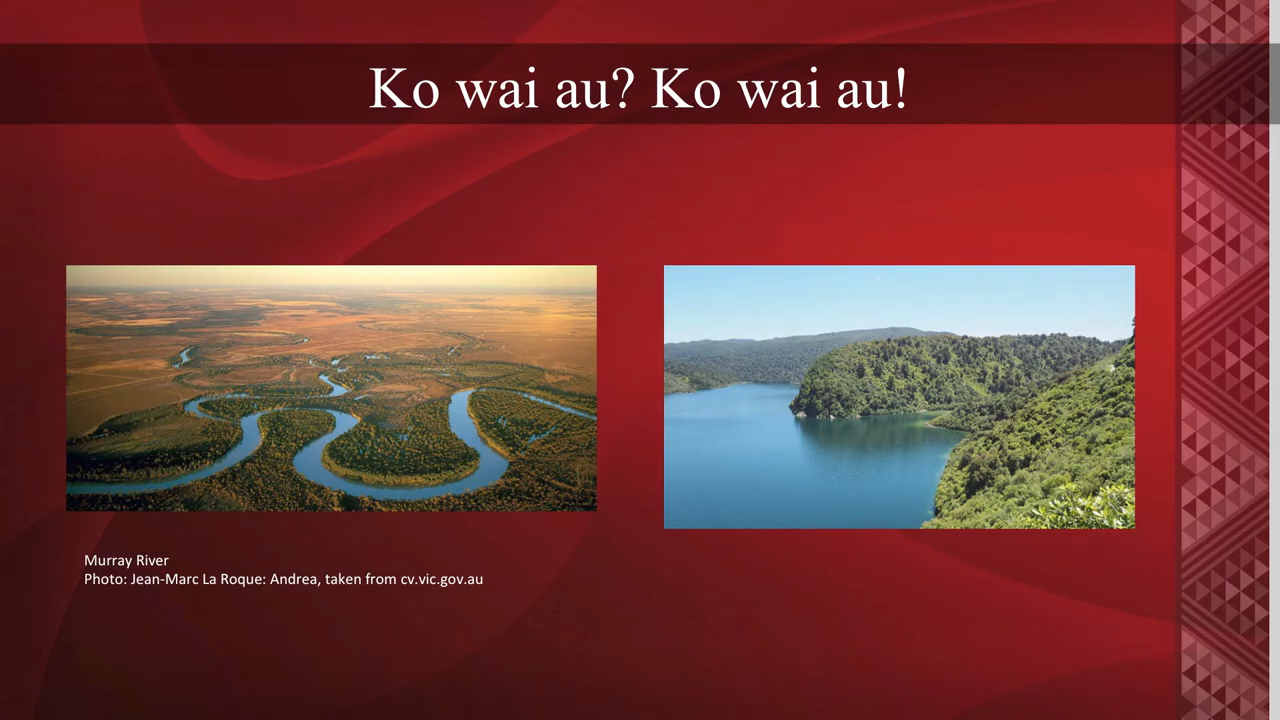 Ko wai au? Ko wai au!
Murray River
Photo: Jean-Marc La Roque: Andrea, taken from cv.vic.gov.au